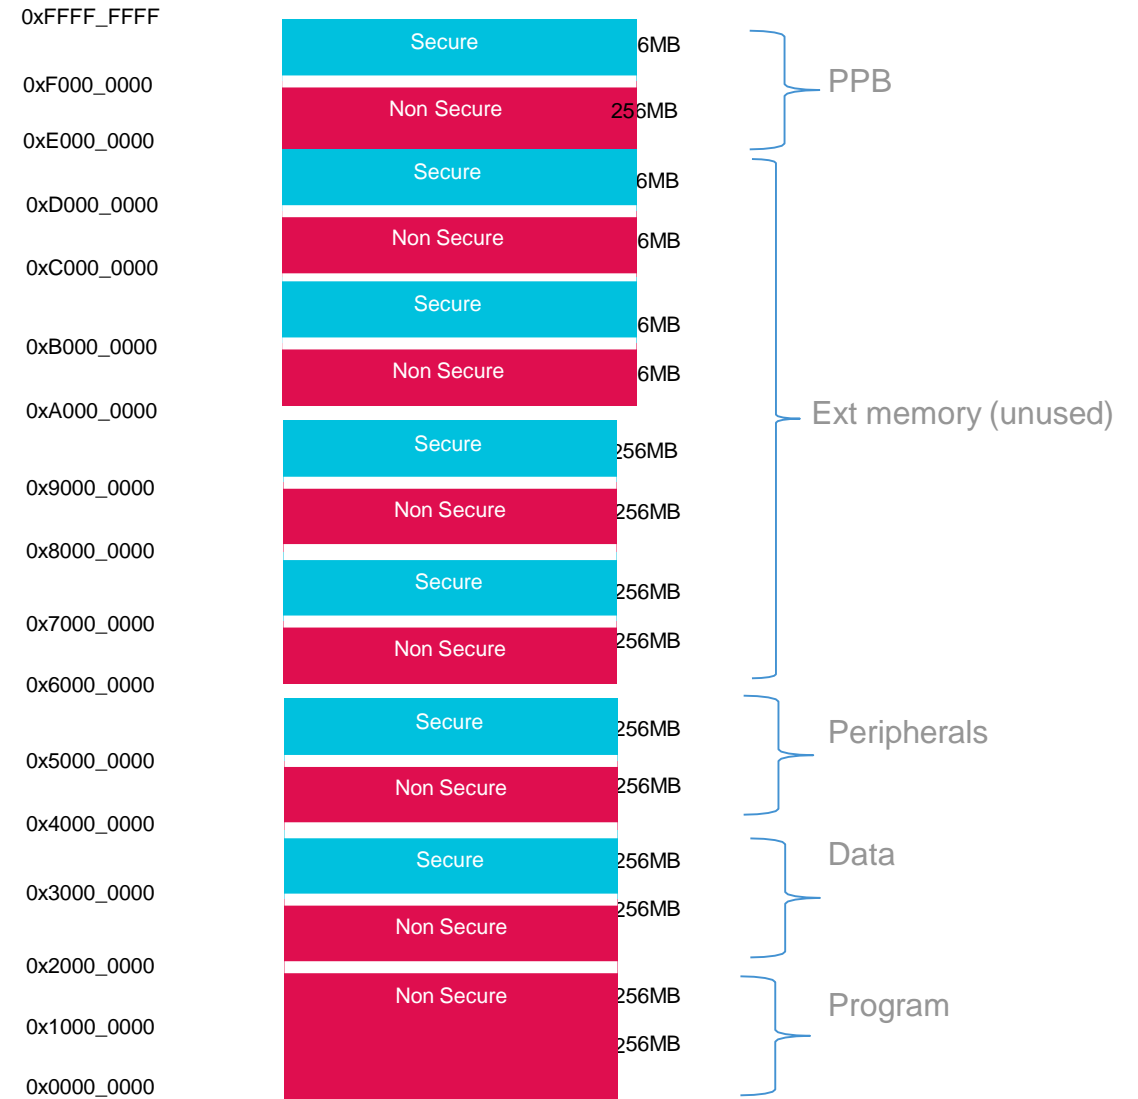 0xFFFF_FFFF
Secure
6MB
PPB
0xF000_0000
Non Secure
256MB
0xE000_0000
Secure
6MB
0xD000_0000
Non Secure
6MB
0xC000_0000
Secure
6MB
0xB000_0000
Non Secure
6MB
0xA000_0000
Ext memory (unused)
Secure
256MB
0x9000_0000
Non Secure
256MB
0x8000_0000
Secure
256MB
0x7000_0000
Non Secure
256MB
0x6000_0000
Secure
256MB
Peripherals
0x5000_0000
Non Secure
256MB
0x4000_0000
Secure
256MB
Data
0x3000_0000
256MB
Non Secure
0x2000_0000
Non Secure
256MB
Program
0x1000_0000
256MB
0x0000_0000